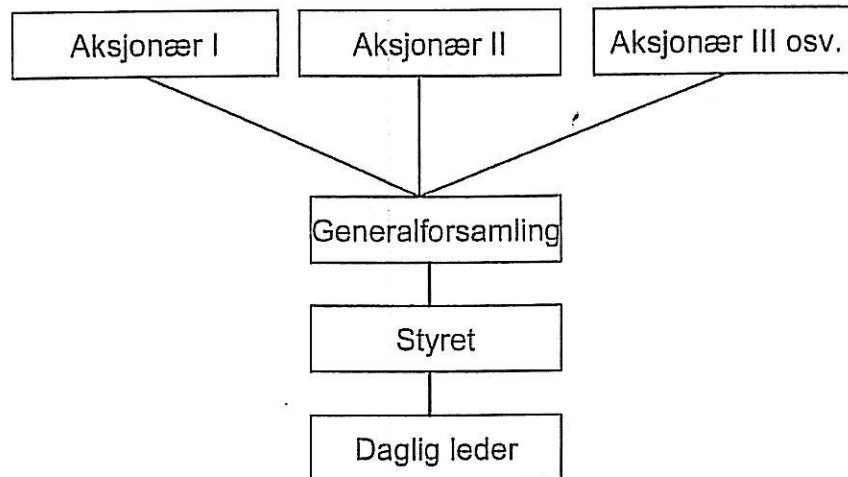 Aksjonær I
Aksjonær II
Aksjonær III osv.
Generalforsamling
Styret
Daglig leder